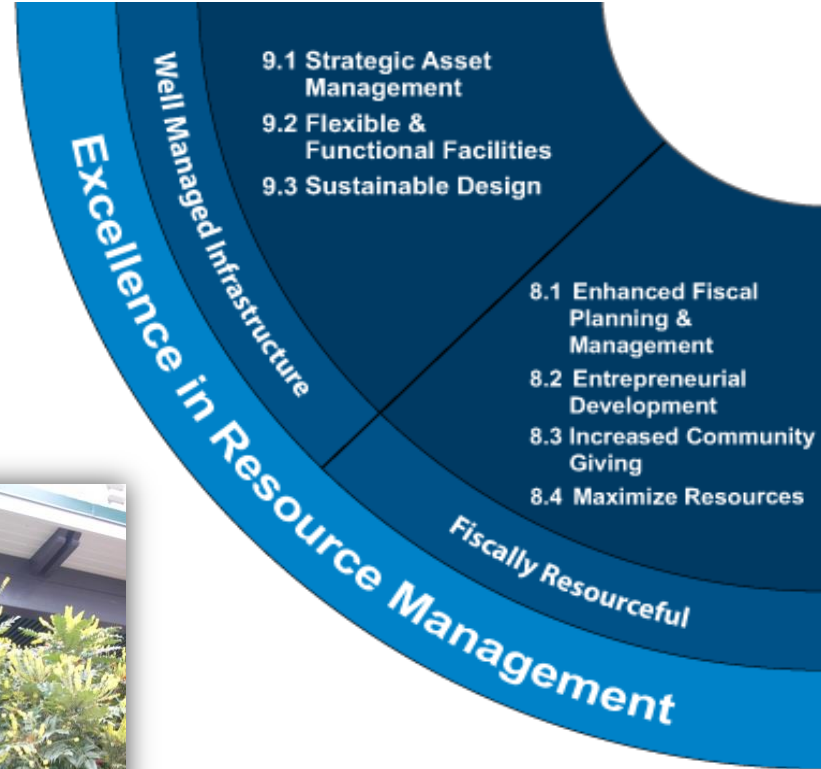 9.1 Strategic Asset
Management
9.2 Flexible &
Functional Facilities
9.3 Sustainable Design
Well Managed Infrastructure
8.1 Enhanced Fiscal
Planning &
Management
8.2 Entrepreneurial
Development
8.3 Increased Community
Giving
8.4 Maximize Resources
Fiscally Resourceful
Excellence in Resource Management